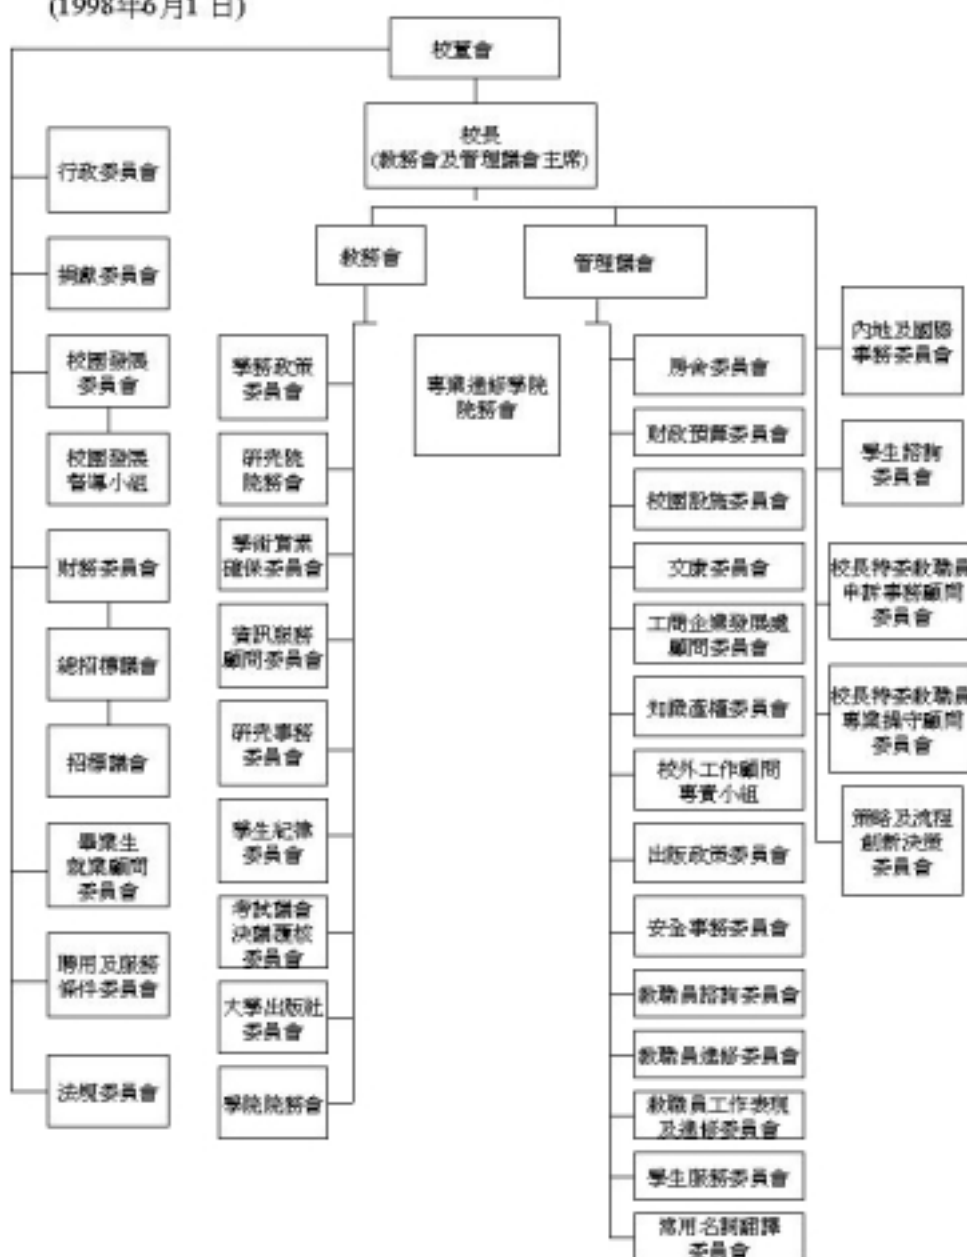 (1998年6月1日)
校董會
校長
(教務會及管理議會主席)
行政委員會
捐獻委員會
校園發展
委員會
校園發展
督導小組
財務委員會
總招標議會
招標議會
畢業生
就業顧問
委員會
聘用及服務
條件委員會
法規委員會
教務會
學務政策
委員會
研究院
院務會
學術質素
確保委員會
資訊服務
顧問委員會
研究事務
委員會
學生紀律
委員會
考試議會
決議覆核
委員會
大學出版社
委員會
學院院務會
專業進修學院
院務會
管理議會
房舍委員會
財政預算委員會
校園設施委員會
文康委員會
工商企業發展處
顧問委員會
知識產權委員會
校外工作顧問
專責小組
出版政策委員會
安全事務委員會
教職員諮詢委員會
教職員進修委員會
教職員工作表現
及進修委員會
學生服務委員會
常用名詞翻譯
委員會
內地及國際
事務委員會
學生諮詢
委員會
校長特委教職員
申訴事務顧問
委員會
校長特委教職員
專業操守顧問
委員會
策略及流程
創新決策
委員會